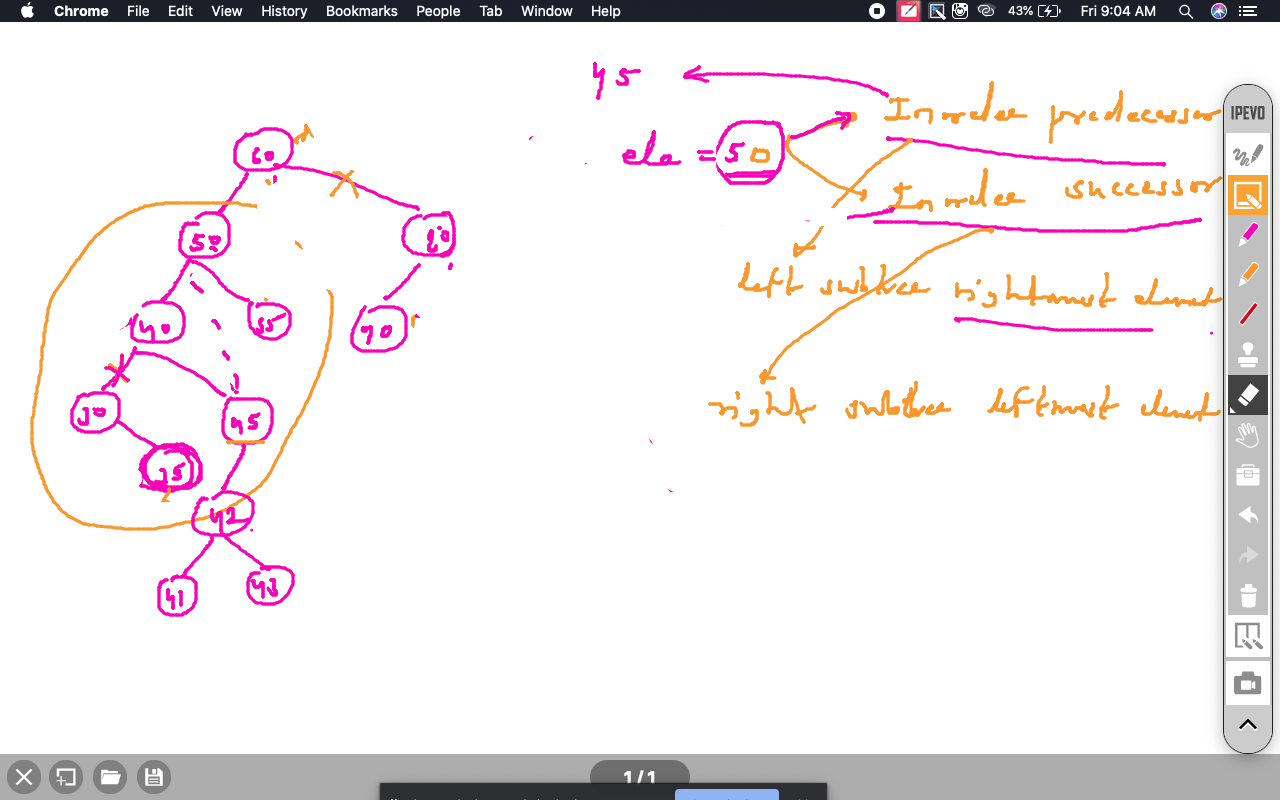 Chrome File Edit View History Bookmarks People Tab Window Help 43% Fri 9:04 AM
45
Inorder predecessor
ele = 50
Inorder successor
left subtree rightmost element
right subtree leftmost element
60
50 80
40 55 70
30 45
35
42
41 43
IPEVO
1/1